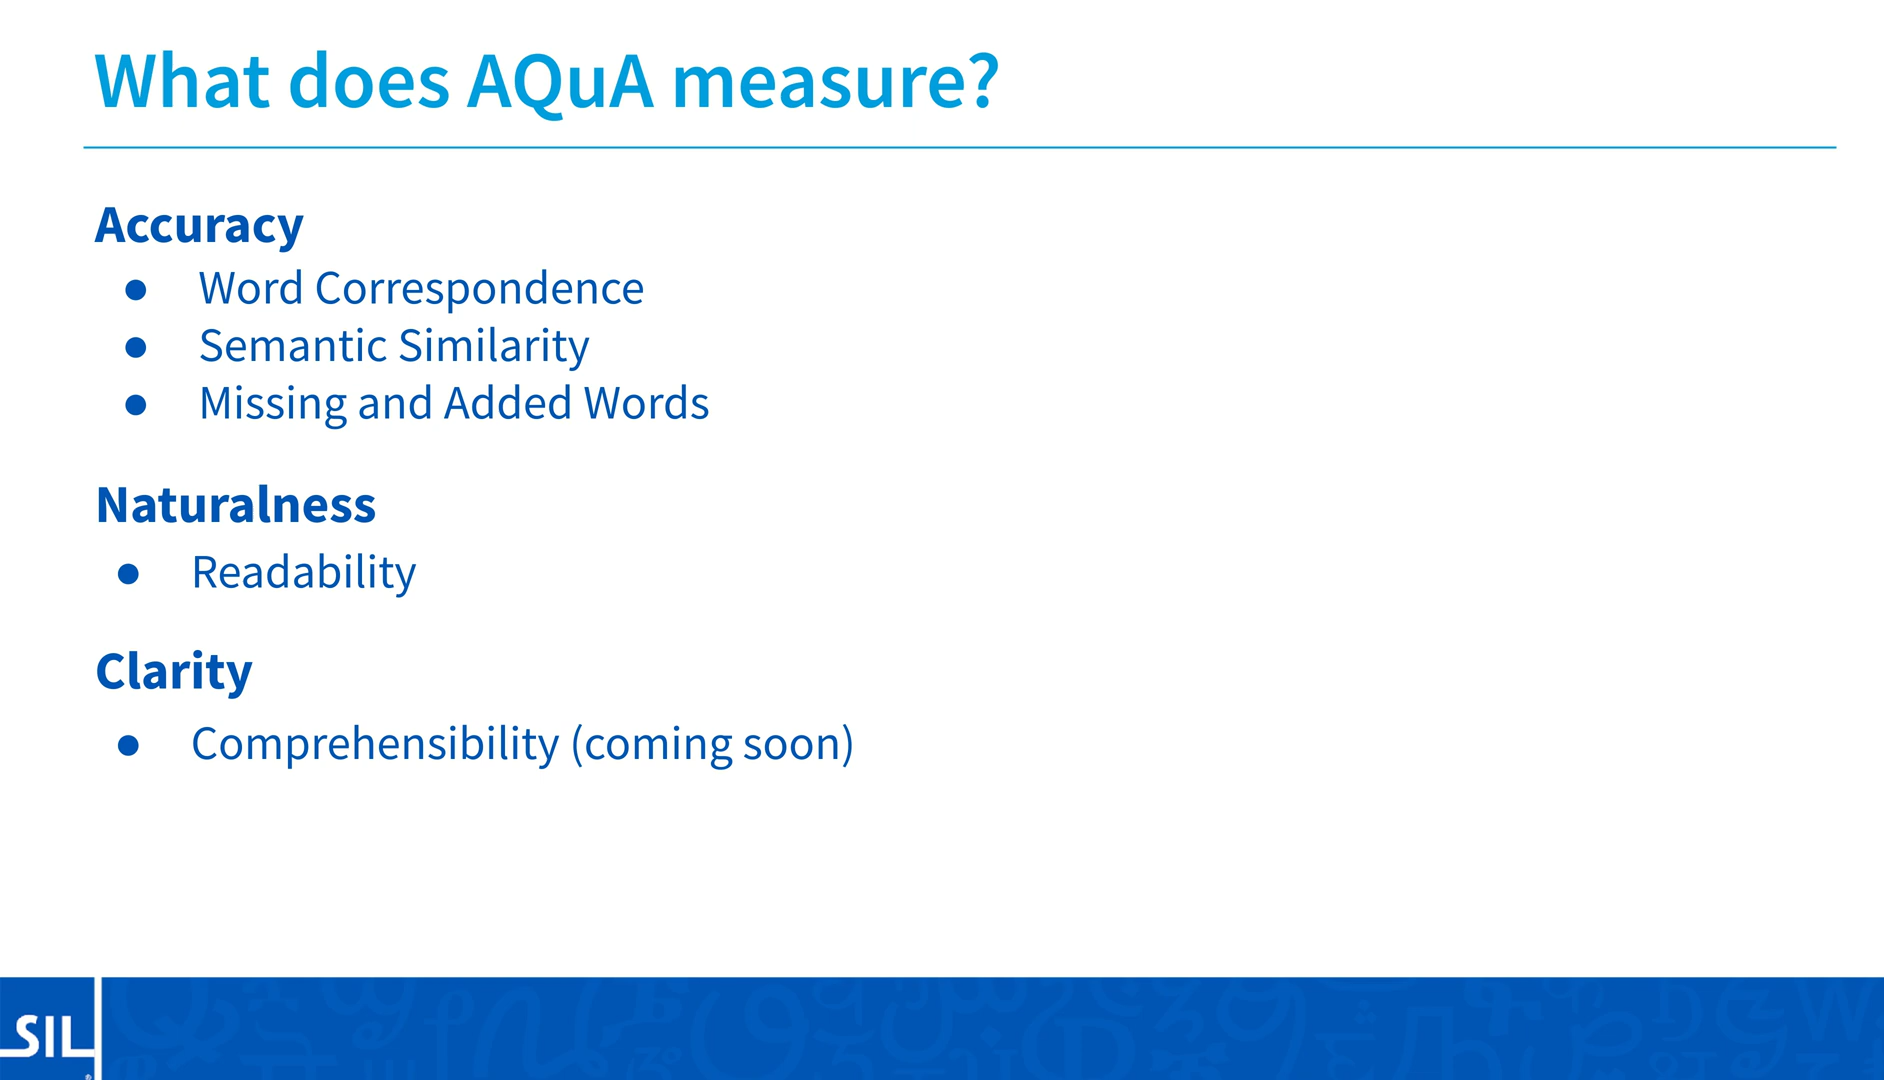 What does AQuA measure?
Accuracy
● Word Correspondence
● Semantic Similarity
● Missing and Added Words
Naturalness
● Readability
Clarity
● Comprehensibility (coming soon)
SIL